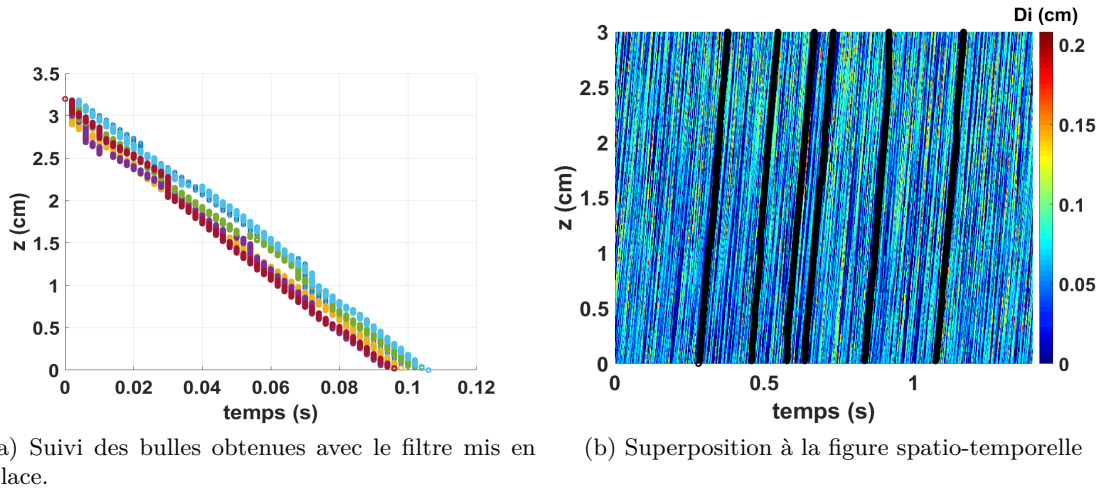 3.5
3
2.5
2
1.5
1
0.5
0
z (cm)
0 0.02 0.04 0.06 0.08 0.1 0.12
temps (s)
a) Suivi des bulles obtenues avec le filtre mis en
lace.
Di (cm)
3
2.5
2
1.5
1
0.5
0
z (cm)
0 0.5 1
temps (s)
0.2
0.15
0.1
0.05
0
(b) Superposition à la figure spatio-temporelle